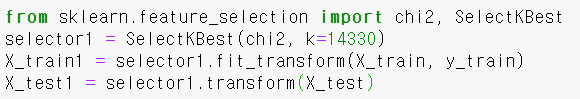 from sklearn.feature_selection import chi2, SelectKBest
selector1 = SelectKBest(chi2, k=14330)
X_train1 = selector1.fit_transform(X_train, y_train)
X_test1 = selector1.transform(X_test)